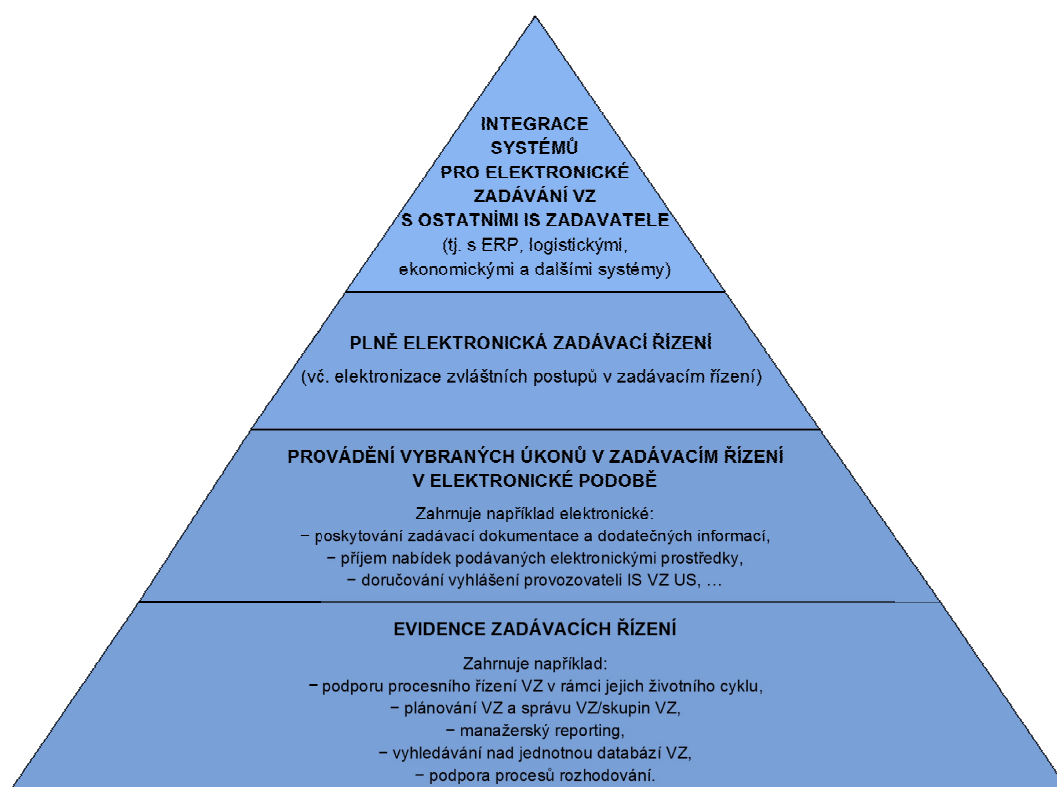 INTEGRACE
SYSTÉMŮ
PRO ELEKTRONICKÉ
ZADÁVÁNÍ VZ
S OSTATNÍMI IS ZADAVATELE
(tj. s ERP, logistickými,
ekonomickými a dalšími systémy)
PLNĚ ELEKTRONICKÁ ZADÁVACÍ ŘÍZENÍ
(vč. elektronizace zvláštních postupů v zadávacím řízení)
PROVÁDĚNÍ VYBRANÝCH ÚKONŮ V ZADÁVACÍM ŘÍZENÍ
V ELEKTRONICKÉ PODOBĚ
Zahrnuje například elektronické:
− poskytování zadávací dokumentace a dodatečných informací,
− příjem nabídek podávaných elektronickými prostředky,
− doručování vyhlášení provozovateli IS VZ US, …
EVIDENCE ZADÁVACÍCH ŘÍZENÍ
Zahrnuje například:
− podporu procesního řízení VZ v rámci jejich životního cyklu,
− plánování VZ a správu VZ/skupin VZ,
− manažerský reporting,
− vyhledávání nad jednotnou databází VZ,
− podpora procesů rozhodování.